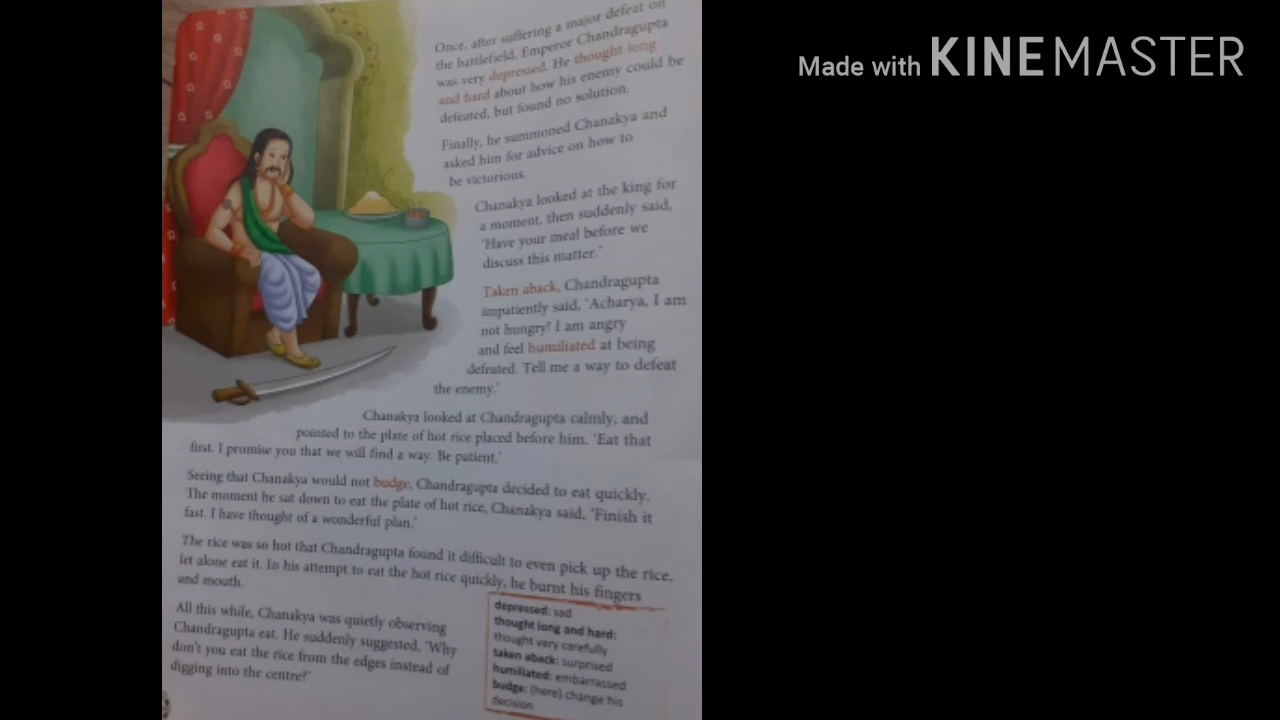 Once, after suffering a major defeat on
the battlefield, Emperor Chandragupta
was very depressed. He thought long
and hard about how his enemy could be
defeated, but found no solution.
Finally, he summoned Chanakya and
asked him for advice on how to
be victorious.
Chanakya looked at the king for
a moment, then suddenly said,
'Have your meal before we
discuss this matter.'
Taken aback, Chandragupta
impatiently said, 'Acharya, I am
not hungry! I am angry
and feel humiliated at being
defeated. Tell me a way to defeat
the enemy.'
Chanakya looked at Chandragupta calmly, and
pointed to the plate of hot rice placed before him. 'Eat that
first. I promise you that we will find a way. Be patient.'
Seeing that Chanakya would not budge, Chandragupta decided to eat quickly.
The moment he sat down to eat the plate of hot rice, Chanakya said, 'Finish it
fast. I have thought of a wonderful plan.'
The rice was so hot that Chandragupta found it difficult to even pick up the rice,
let alone eat it. In his attempt to eat the hot rice quickly, he burnt his fingers
and mouth.
All this while, Chanakya was quietly observing
Chandragupta eat. He suddenly suggested, 'Why
don't you eat the rice from the edges instead of
digging into the centre?'
depressed: sad
thought long and hard:
thought very carefully
taken aback: surprised
humiliated: embarrassed
budge: (here) change his
decision
Made with KINEMASTER